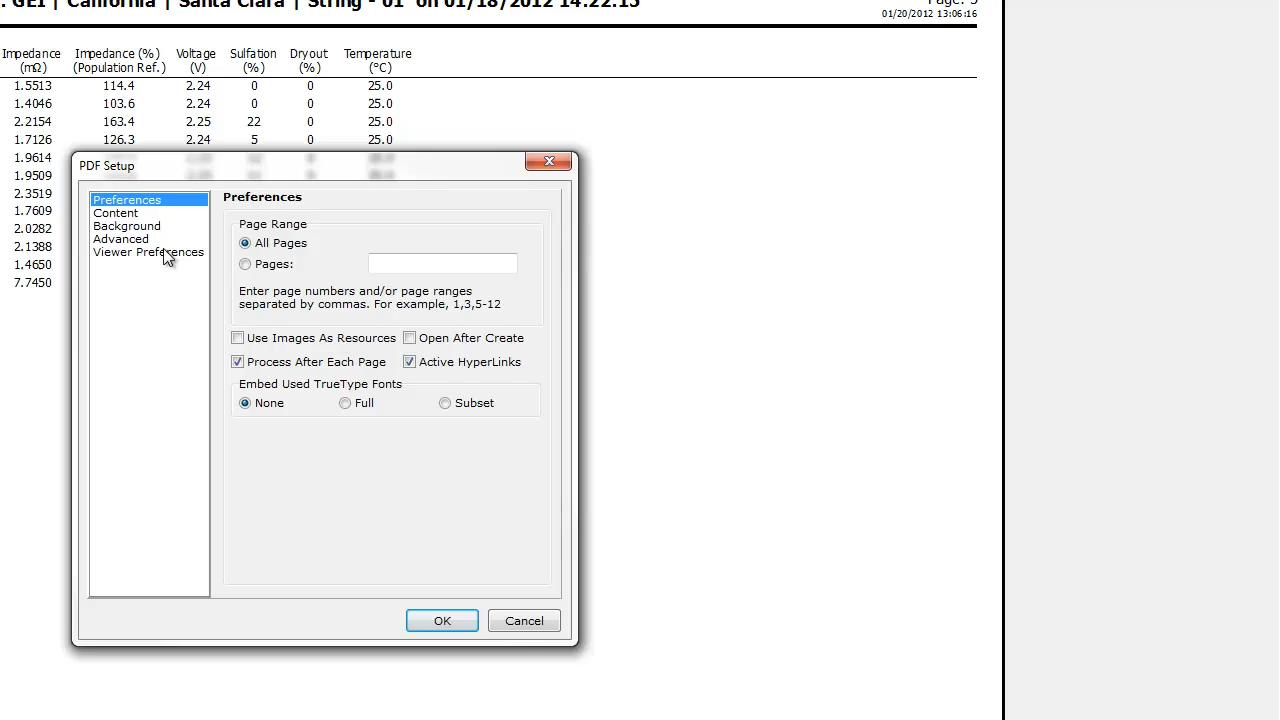 . GEI | California | Santa Clara | String - 01 on 01/18/2012 14:22:15
Page: 3
01/20/2012 13:06:16
Impedance Impedance (%) Voltage Sulfation Dryout Temperature
(mΩ) (Population Ref.) (V) (%) (%) (°C)
1.5513 114.4 2.24 0 0 25.0
1.4046 103.6 2.24 0 0 25.0
2.2154 163.4 2.25 22 0 25.0
1.7126 126.3 2.24 5 0 25.0
1.9614
1.9509
2.3519
1.7609
2.0282
2.1388
1.4650
7.7450
PDF Setup
Preferences
Content
Background
Advanced
Viewer Preferences
Preferences
Page Range
All Pages
Pages:
Enter page numbers and/or page ranges
separated by commas. For example, 1,3,5-12
Use Images As Resources Open After Create
Process After Each Page Active HyperLinks
Embed Used TrueType Fonts
None Full Subset
OK Cancel